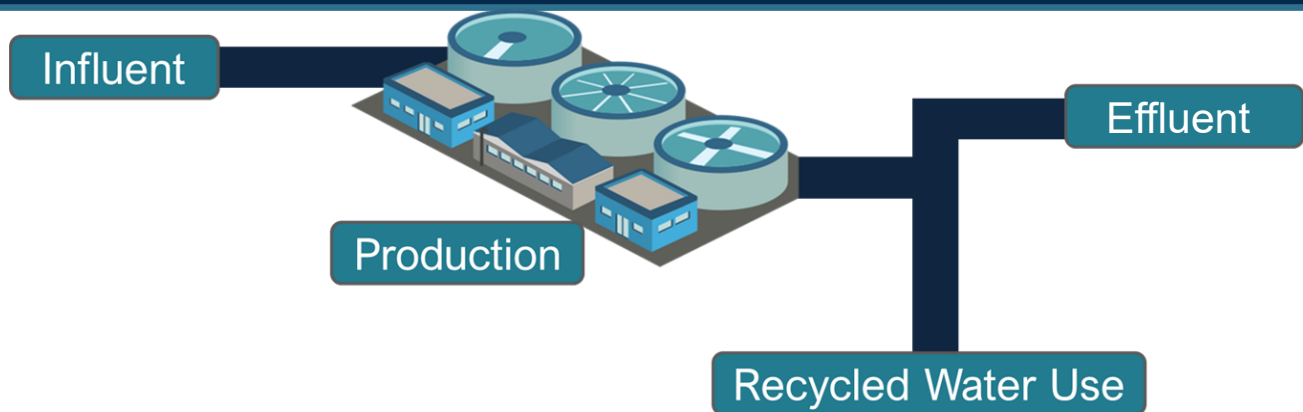 Influent
Effluent
Production
Recycled Water Use